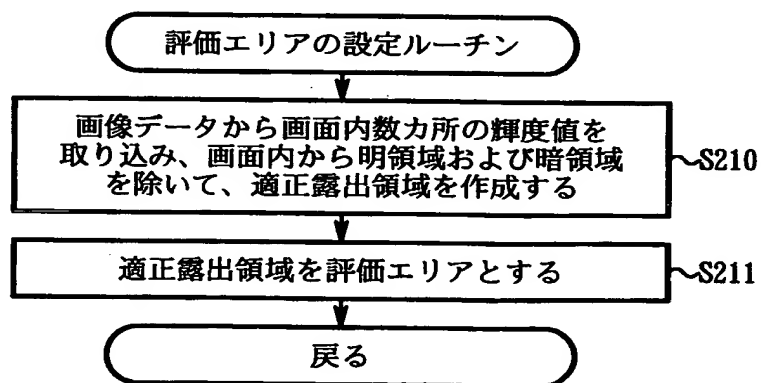 評価エリアの設定ルーチン
画像データから画面内数カ所の輝度値を
取り込み、画面内から明領域および暗領域
を除いて、適正露出領域を作成する
S210
適正露出領域を評価エリアとする
S211
戻る